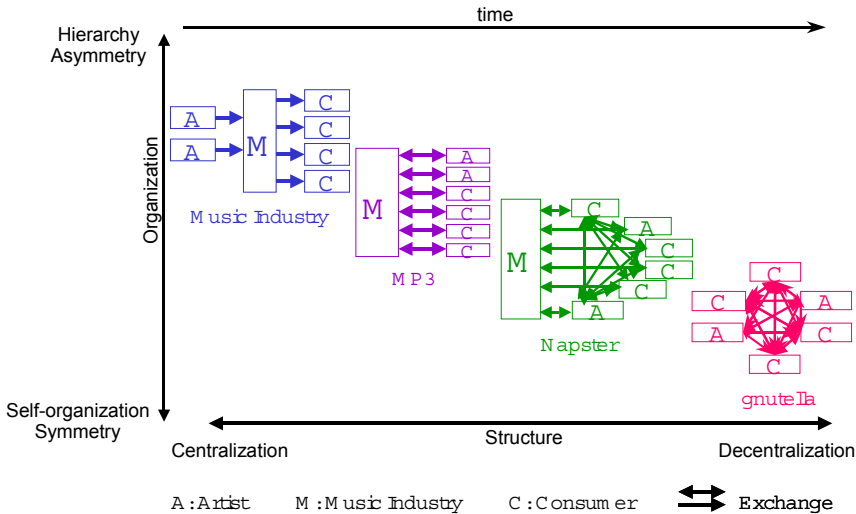 time
Hierarchy
Asymmetry
Organization
A
A
M
C
C
C
C
Music Industry
M
A
A
C
C
C
C
MP3
M
C
A
C
C
C
A
Napster
C
C
A
A
C
C
gnutella
Self-organization
Symmetry
Structure
Centralization
Decentralization
A:Artist M:Music Industry C:Consumer Exchange